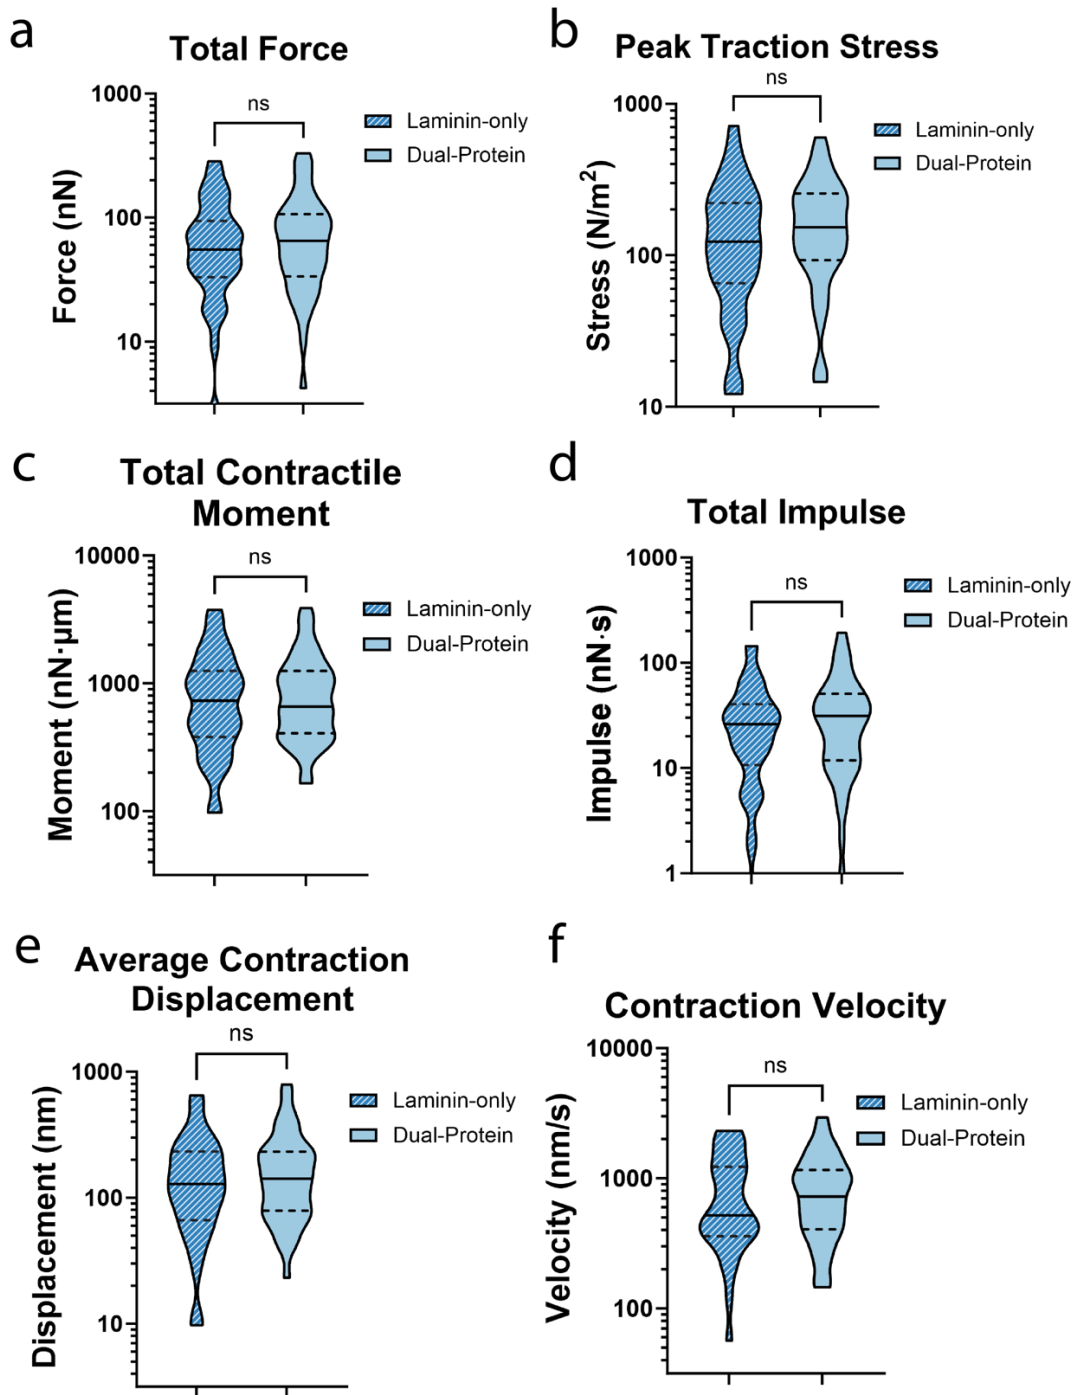 a
Total Force
1000
100
10
Force (nN)
ns
Laminin-only
Dual-Protein
b
Peak Traction Stress
1000
100
10
Stress (N/m²)
ns
Laminin-only
Dual-Protein
c
Total Contractile
Moment
10000
1000
100
Moment (nN·µm)
ns
Laminin-only
Dual-Protein
d
Total Impulse
1000
100
10
1
Impulse (nN·s)
ns
Laminin-only
Dual-Protein
e
Average Contraction
Displacement
1000
100
10
Displacement (nm)
ns
Laminin-only
Dual-Protein
f
Contraction Velocity
10000
1000
100
Velocity (nm/s)
ns
Laminin-only
Dual-Protein